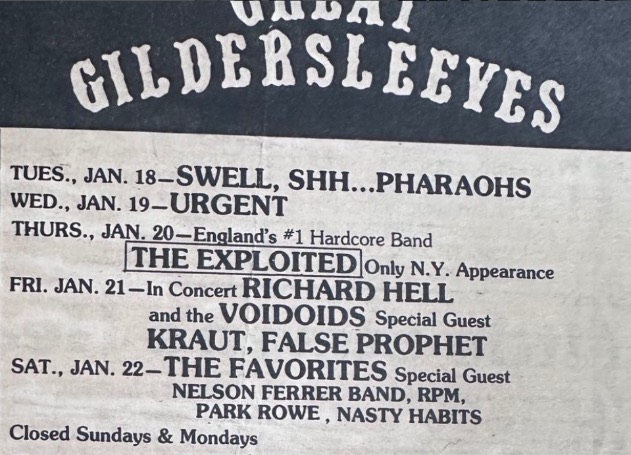 GREAT
GILDERSLEEVES
TUES., JAN. 18—SWELL, SHH...PHARAOHS
WED., JAN. 19—URGENT
THURS., JAN. 20—England's #1 Hardcore Band
THE EXPLOITED Only N.Y. Appearance
FRI. JAN. 21—In Concert RICHARD HELL
and the VOIDOIDS Special Guest
KRAUT, FALSE PROPHET
SAT., JAN. 22—THE FAVORITES Special Guest
NELSON FERRER BAND, RPM,
PARK ROWE , NASTY HABITS
Closed Sundays & Mondays